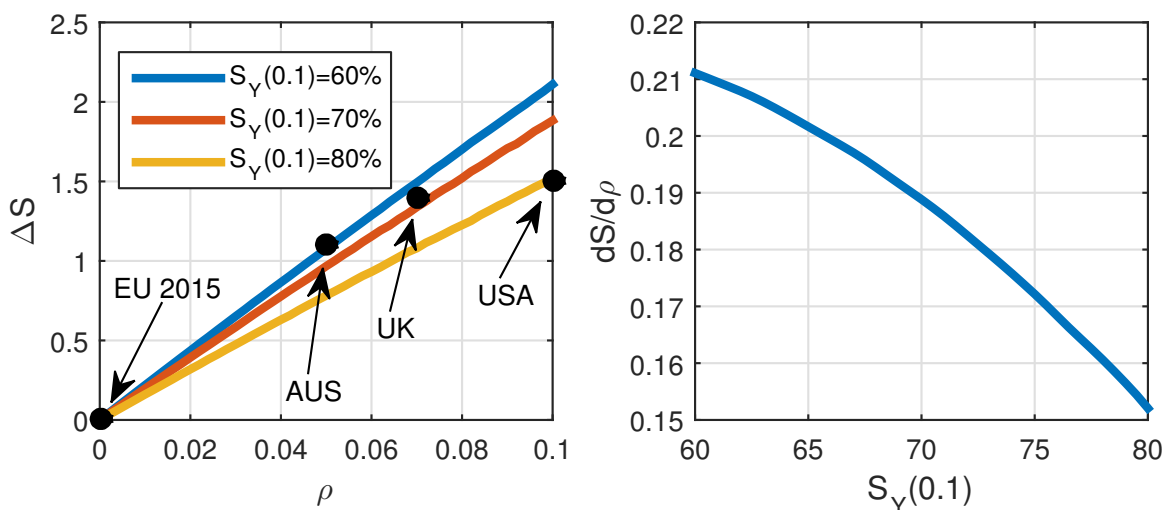 2.5
2
1.5
1
0.5
0
ΔS
S_Y(0.1)=60%
S_Y(0.1)=70%
S_Y(0.1)=80%
EU 2015
AUS
UK
USA
0 0.02 0.04 0.06 0.08 0.1
ρ
0.22
0.21
0.2
0.19
0.18
0.17
0.16
0.15
dS/dρ
60 65 70 75 80
S_Y(0.1)